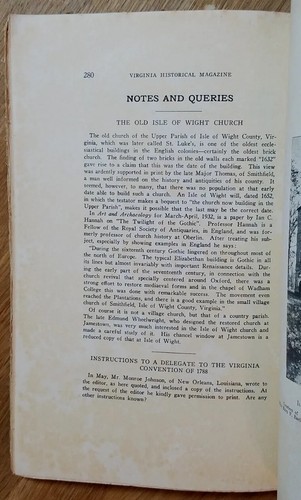 280 VIRGINIA HISTORICAL MAGAZINE
NOTES AND QUERIES
THE OLD ISLE OF WIGHT CHURCH
The old church of the Upper Parish of Isle of Wight County, Vir-
ginia, which was later called St. Luke's, is one of the oldest eccle-
siastical buildings in the English colonies—certainly the oldest brick
church. The finding of two bricks in the old walls each marked "1632"
gave rise to a claim that this was the date of the building. This view
was ardently supported in print by the late Major Thomas, of Smithfield,
a man well informed on the history and antiquities of his county. It
seemed, however, to many, that there was no population at that early
date able to build such a church. An Isle of Wight will, dated 1632,
in which the testator makes a bequest to "the church now building in the
Upper Parish", makes it possible that the last may be the correct date.
In Art and Archaeology for March-April, 1932, is a paper by Ian C.
Hannah on "The Twilight of the Gothic". Professor Hannah is a
Fellow of the Royal Society of Antiquaries, in England, and was for-
merly professor of church history at Oberlin. After treating his sub-
ject, especially by showing examples in England he says:
"During the sixteenth century Gothic lingered on throughout most of
the north of Europe. The typical Elizabethan building is Gothic in all
its lines but almost invariably with important Renaissance details. Dur-
ing the early part of the seventeenth century, in connection with the
church revival that specially centered around Oxford, there was a
strong effort to restore mediaeval forms and in the chapel of Wadham
College this was done with remarkable success. The movement even
reached the Plantations, and there is a good example in the small village
church of Smithfield, Isle of Wight County, Virginia."
Of course it is not a village church, but that of a country parish.
The late Edmund Wheelwright, who designed the restored church at
Jamestown, was very much interested in the Isle of Wight church and
made a careful study of it. His chancel window at Jamestown is a
reduced copy of that at Isle of Wight.
INSTRUCTIONS TO A DELEGATE TO THE VIRGINIA
CONVENTION OF 1788
In May, Mr. Monroe Johnson, of New Orleans, Louisiana, wrote to
the editor, as here quoted, and inclosed a copy of the instructions. At
the request of the editor he kindly gave permission to print. Are any
other instructions known?